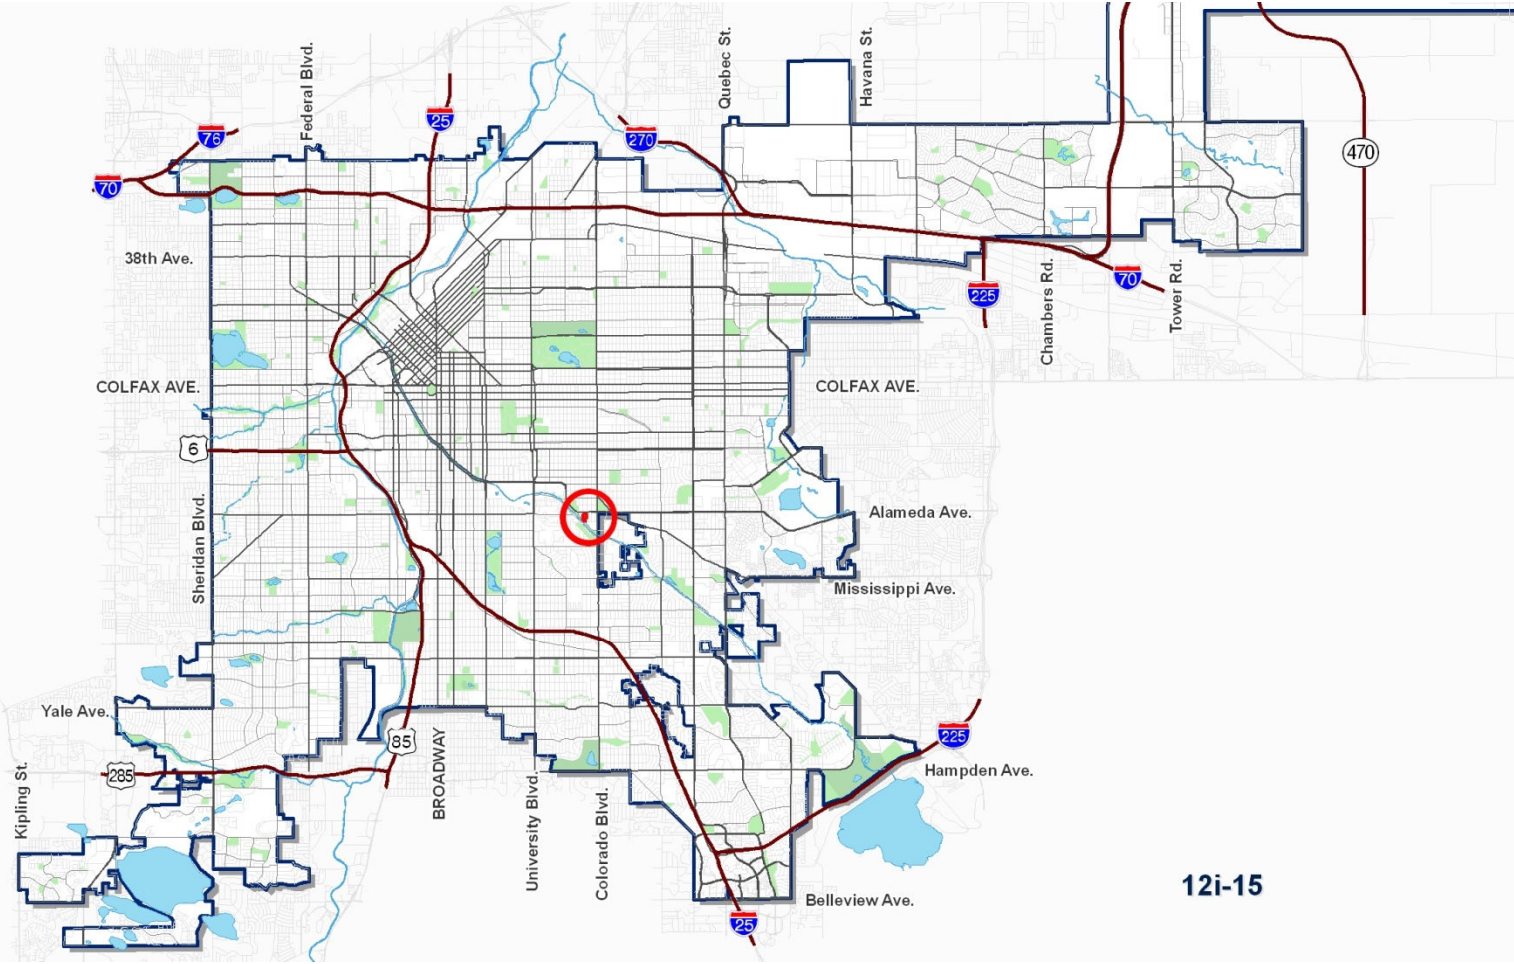 Federal Blvd.
Quebec St.
Havana St.
76
25
270
470
70
38th Ave.
225
Chambers Rd.
70
Tower Rd.
COLFAX AVE.
COLFAX AVE.
6
Sheridan Blvd.
Alameda Ave.
Mississippi Ave.
Yale Ave.
85
225
285
Kipling St.
BROADWAY
University Blvd.
Colorado Blvd.
Hampden Ave.
12i-15
Belleview Ave.
25